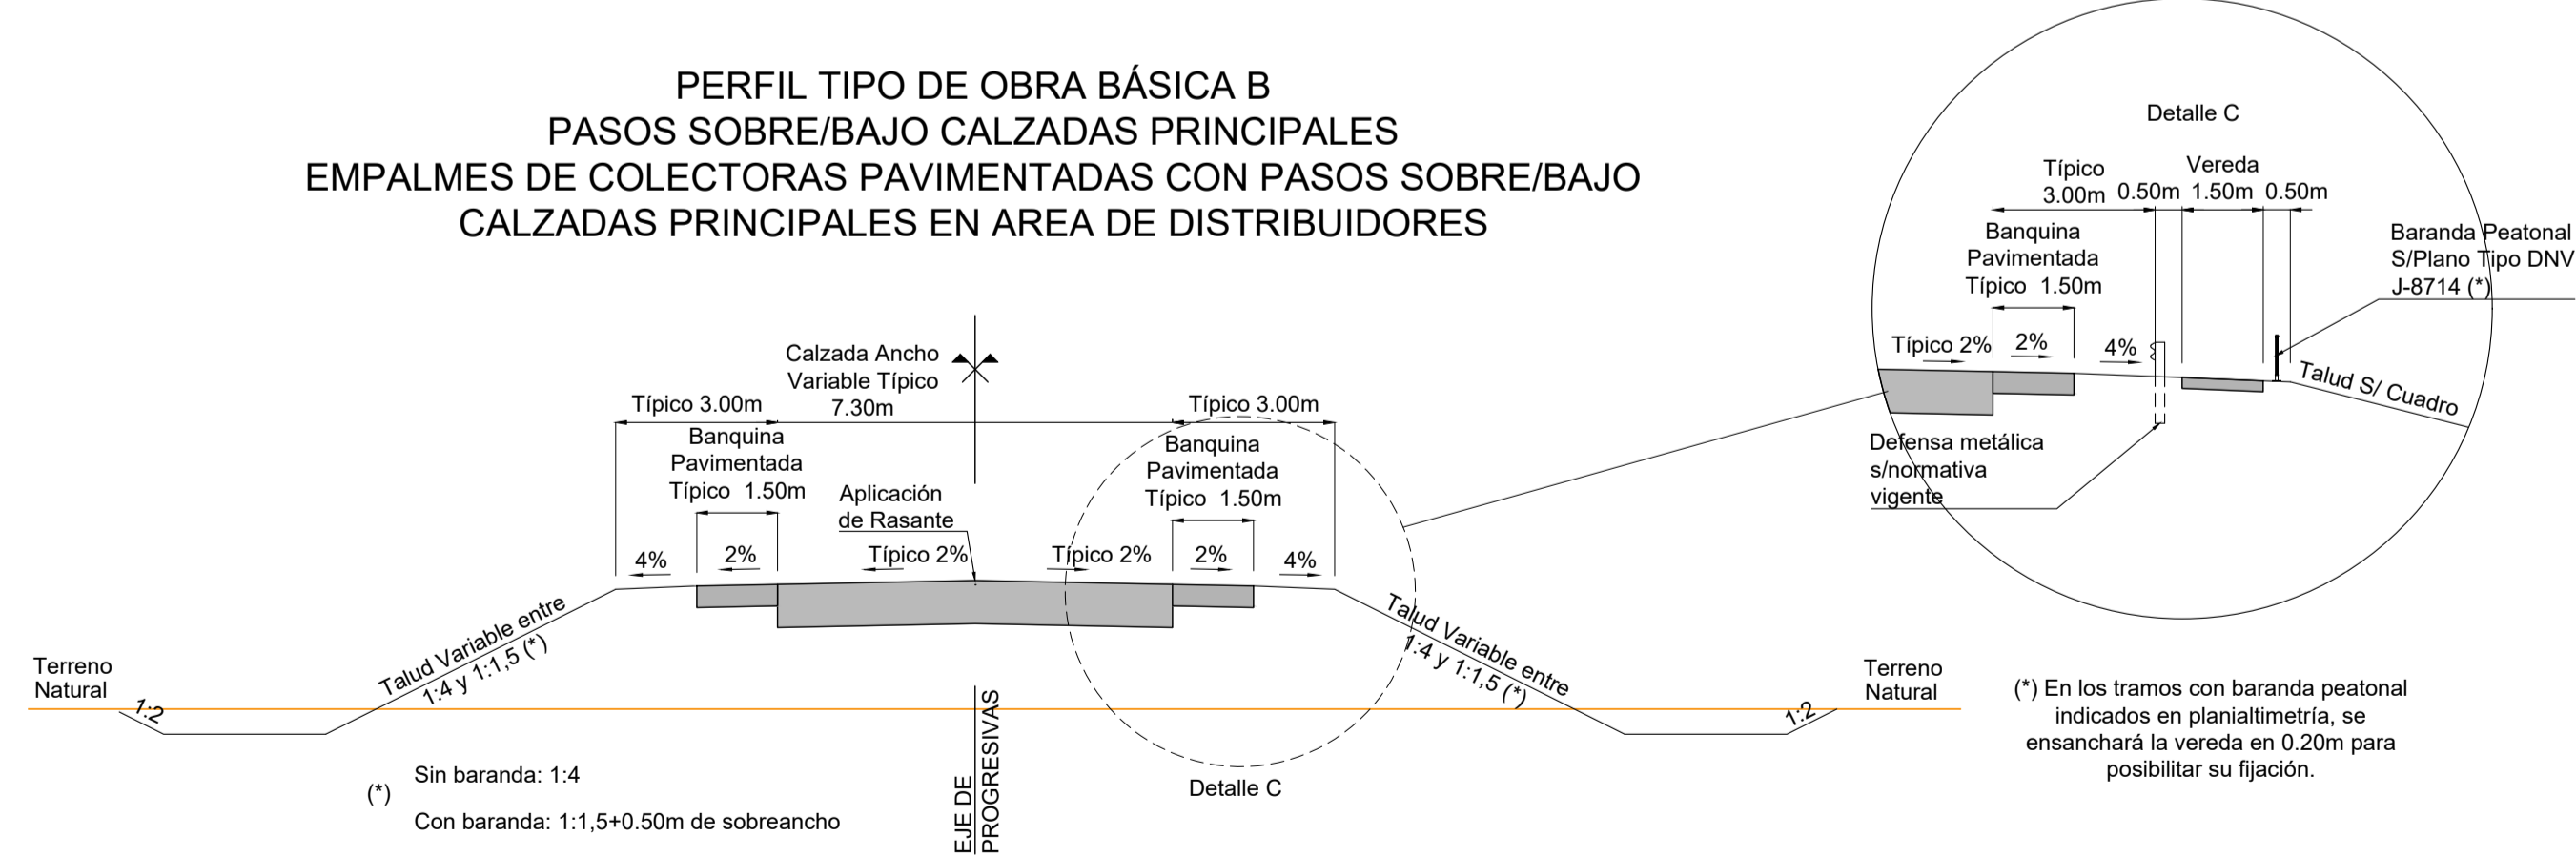 PERFIL TIPO DE OBRA BÁSICA B
PASOS SOBRE/BAJO CALZADAS PRINCIPALES
EMPALMES DE COLECTORAS PAVIMENTADAS CON PASOS SOBRE/BAJO
CALZADAS PRINCIPALES EN AREA DE DISTRIBUIDORES
Calzada Ancho
Variable Típico
7.30m
Típico 3.00m
Típico 3.00m
Banquina
Pavimentada
Típico 1.50m
Banquina
Pavimentada
Típico 1.50m
Aplicación
de Rasante
4%
2%
Típico 2%
Típico 2%
2%
4%
Talud Variable entre
1:4 y 1:1,5 (*)
Talud Variable entre
1:4 y 1:1,5 (*)
Terreno
Natural
1:2
Terreno
Natural
1:2
EJE DE
PROGRESIVAS
Detalle C
(*)
Sin baranda: 1:4
Con baranda: 1:1,5+0.50m de sobreancho
Detalle C
Típico
3.00m
0.50m
Vereda
1.50m
0.50m
Banquina
Pavimentada
Típico 1.50m
Baranda Peatonal
S/Plano Tipo DNV
J-8714 (*)
Típico 2%
2%
4%
Talud S/ Cuadro
Defensa metálica
s/normativa
vigente
(*) En los tramos con baranda peatonal
indicados en planialtimetría, se
ensanchará la vereda en 0.20m para
posibilitar su fijación.